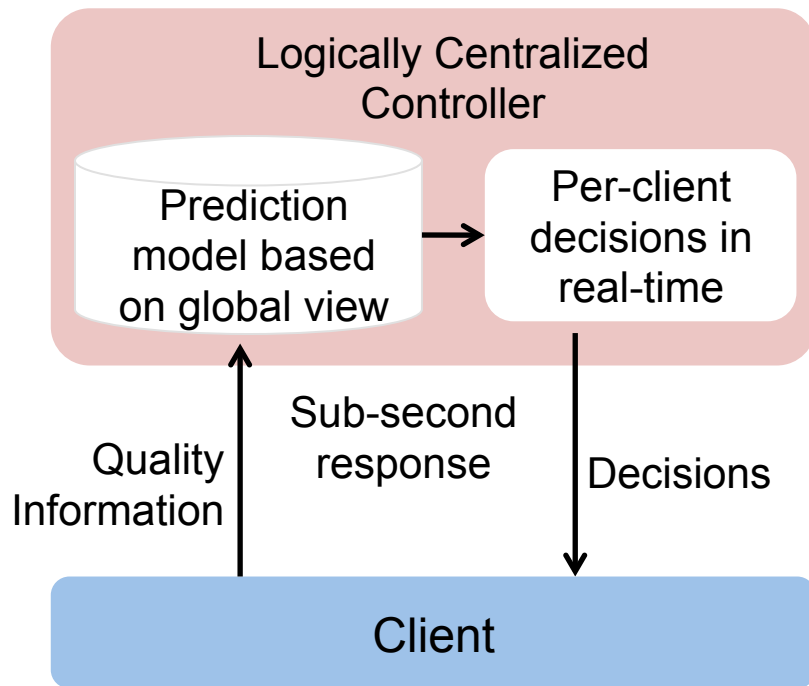 Logically Centralized
Controller
Prediction
model based
on global view
Per-client
decisions in
real-time
Quality
Information
Sub-second
response
Decisions
Client